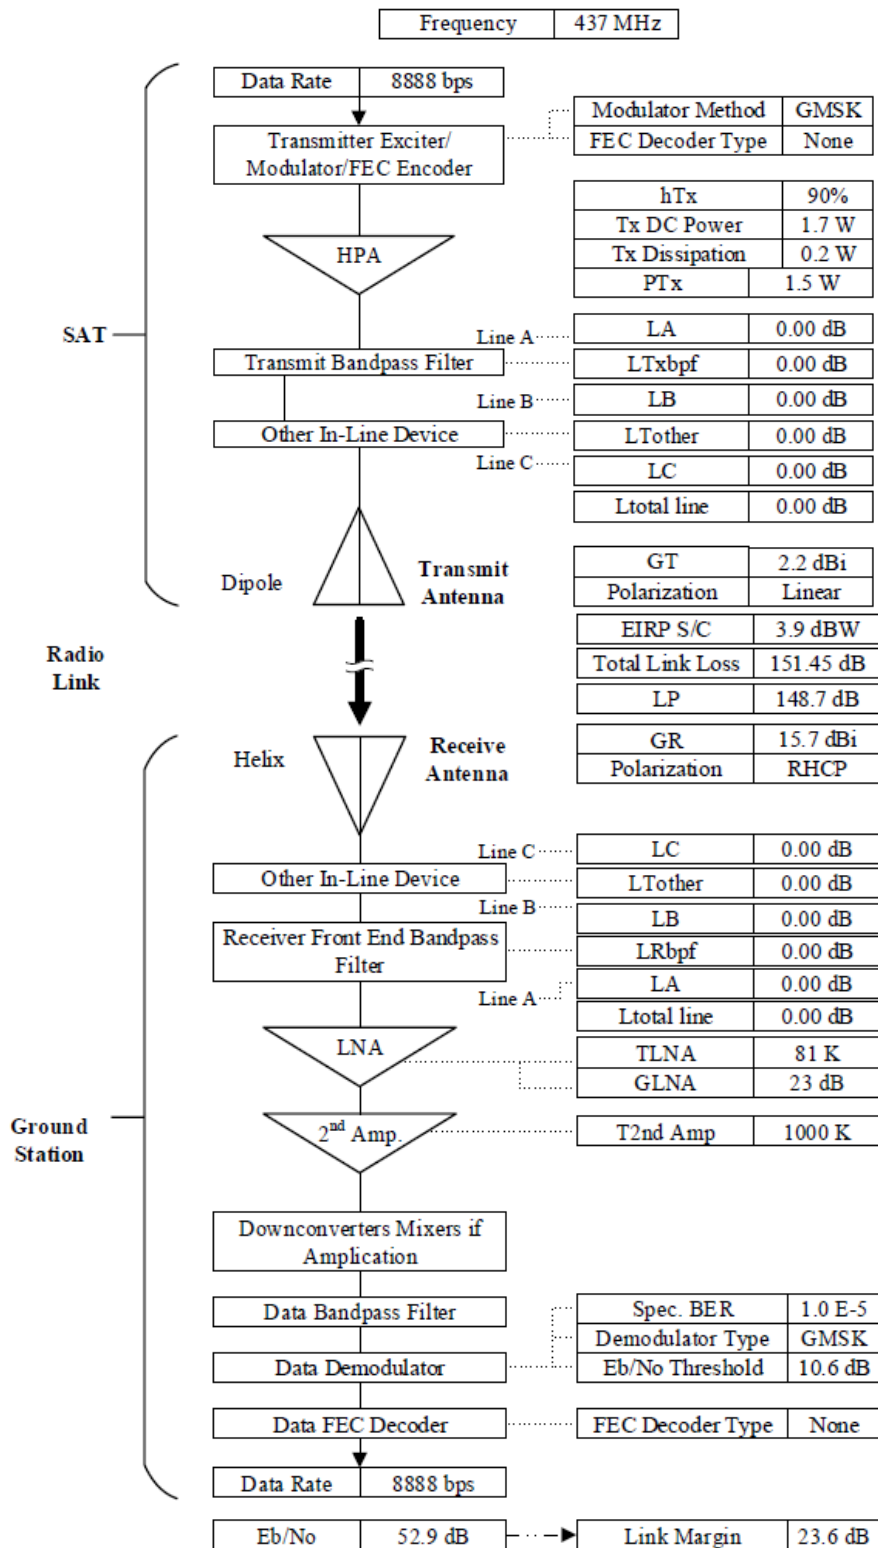 Frequency 437 MHz
Data Rate 8888 bps
Modulator Method GMSK
Transmitter Exciter/
Modulator/FEC Encoder
FEC Decoder Type None
hTx 90%
Tx DC Power 1.7 W
HPA
Tx Dissipation 0.2 W
PTx 1.5 W
SAT
Line A LA 0.00 dB
Transmit Bandpass Filter LTxbpf 0.00 dB
Line B LB 0.00 dB
Other In-Line Device LTother 0.00 dB
Line C LC 0.00 dB
Ltotal line 0.00 dB
Dipole
Transmit
Antenna
GT 2.2 dBi
Polarization Linear
EIRP S/C 3.9 dBW
Radio
Link
Total Link Loss 151.45 dB
LP 148.7 dB
Helix
Receive
Antenna
GR 15.7 dBi
Polarization RHCP
Line C LC 0.00 dB
Other In-Line Device LTother 0.00 dB
Line B LB 0.00 dB
Receiver Front End Bandpass
Filter
LRbpf 0.00 dB
Line A LA 0.00 dB
Ltotal line 0.00 dB
LNA
TLNA 81 K
GLNA 23 dB
Ground
Station
2nd Amp. T2nd Amp 1000 K
Downconverters Mixers if
Amplication
Data Bandpass Filter Spec. BER 1.0 E-5
Demodulator Type GMSK
Data Demodulator Eb/No Threshold 10.6 dB
Data FEC Decoder FEC Decoder Type None
Data Rate 8888 bps
Eb/No 52.9 dB Link Margin 23.6 dB